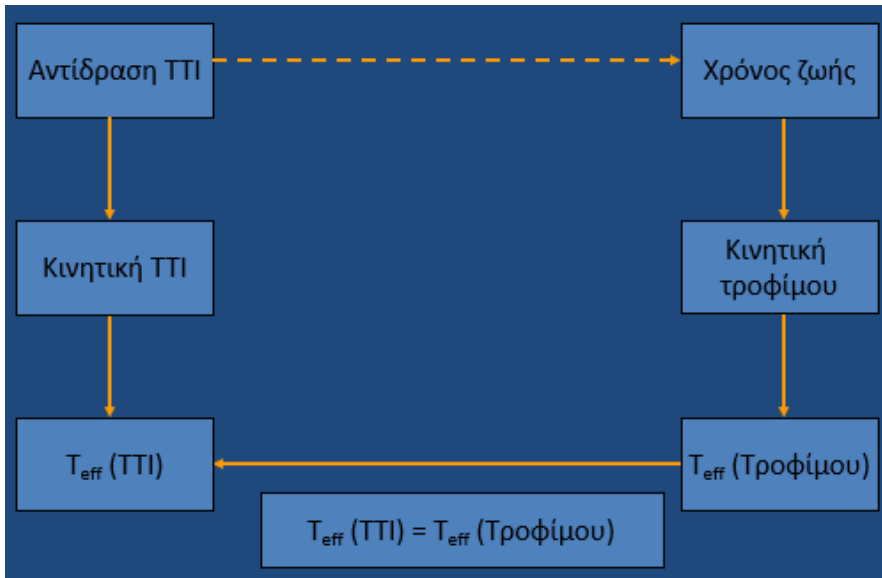 Αντίδραση TTI
Χρόνος ζωής
Κινητική TTI
Κινητική
τροφίμου
Teff (TTI)
Teff (Τροφίμου)
Teff (TTI) = Teff (Τροφίμου)